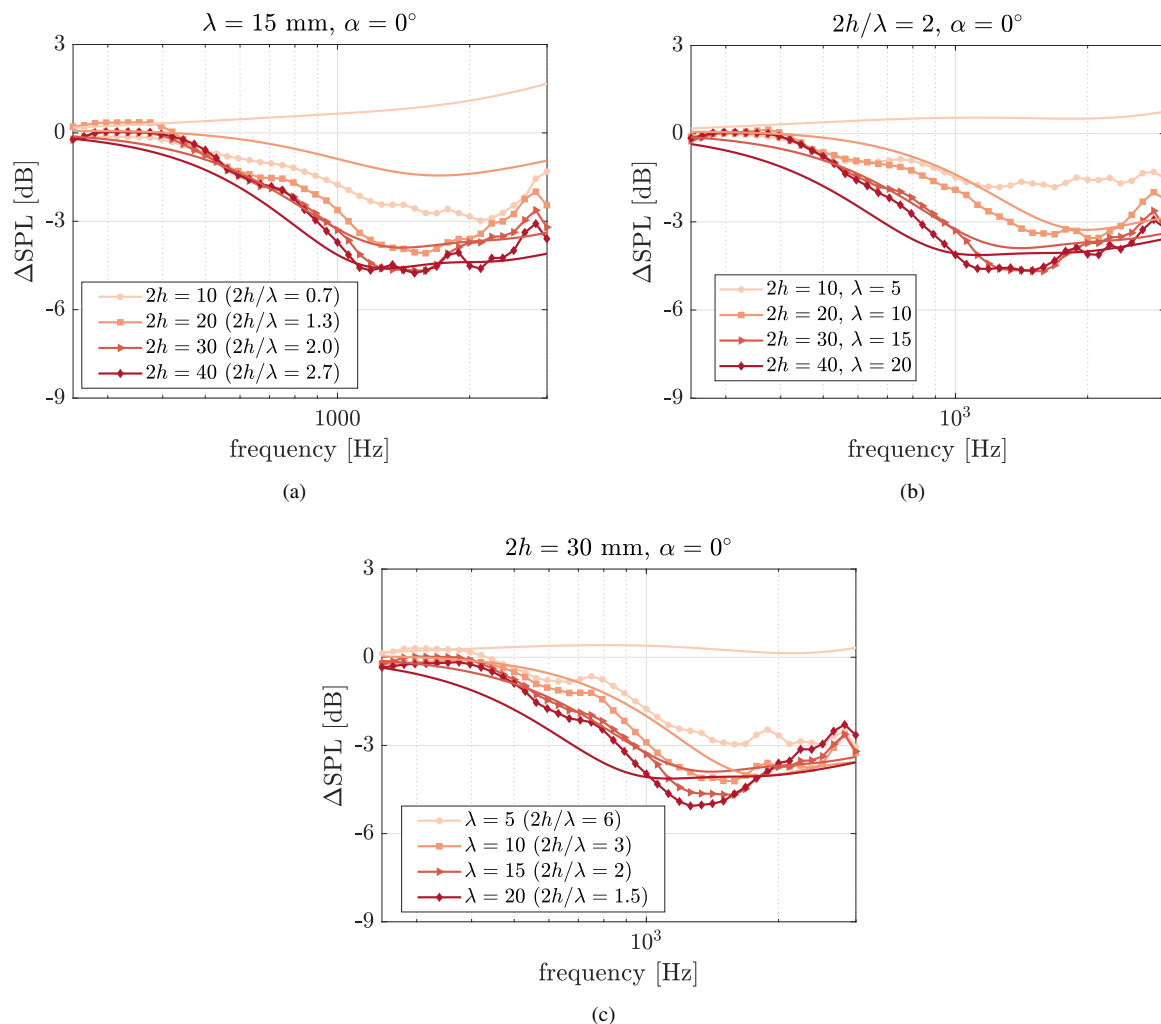 λ = 15 mm, α = 0°
3
0
-3
-6
-9
ΔSPL [dB]
2h = 10 (2h/λ = 0.7)
2h = 20 (2h/λ = 1.3)
2h = 30 (2h/λ = 2.0)
2h = 40 (2h/λ = 2.7)
1000
frequency [Hz]
(a)
2h/λ = 2, α = 0°
3
0
-3
-6
-9
ΔSPL [dB]
2h = 10, λ = 5
2h = 20, λ = 10
2h = 30, λ = 15
2h = 40, λ = 20
10³
frequency [Hz]
(b)
2h = 30 mm, α = 0°
3
0
-3
-6
-9
ΔSPL [dB]
λ = 5 (2h/λ = 6)
λ = 10 (2h/λ = 3)
λ = 15 (2h/λ = 2)
λ = 20 (2h/λ = 1.5)
10³
frequency [Hz]
(c)